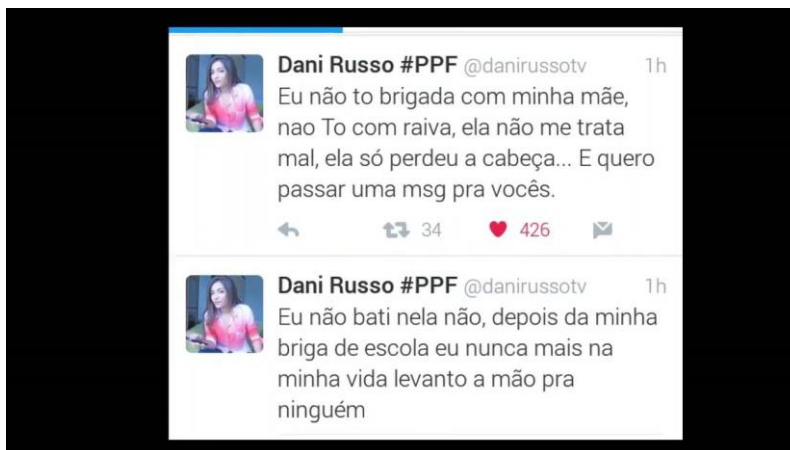 Dani Russo #PPF @danirussotv 1h
Eu não to brigada com minha mãe,
nao To com raiva, ela não me trata
mal, ela só perdeu a cabeça... E quero
passar uma msg pra vocês.
34 426
Dani Russo #PPF @danirussotv 1h
Eu não bati nela não, depois da minha
briga de escola eu nunca mais na
minha vida levanto a mão pra
ninguém